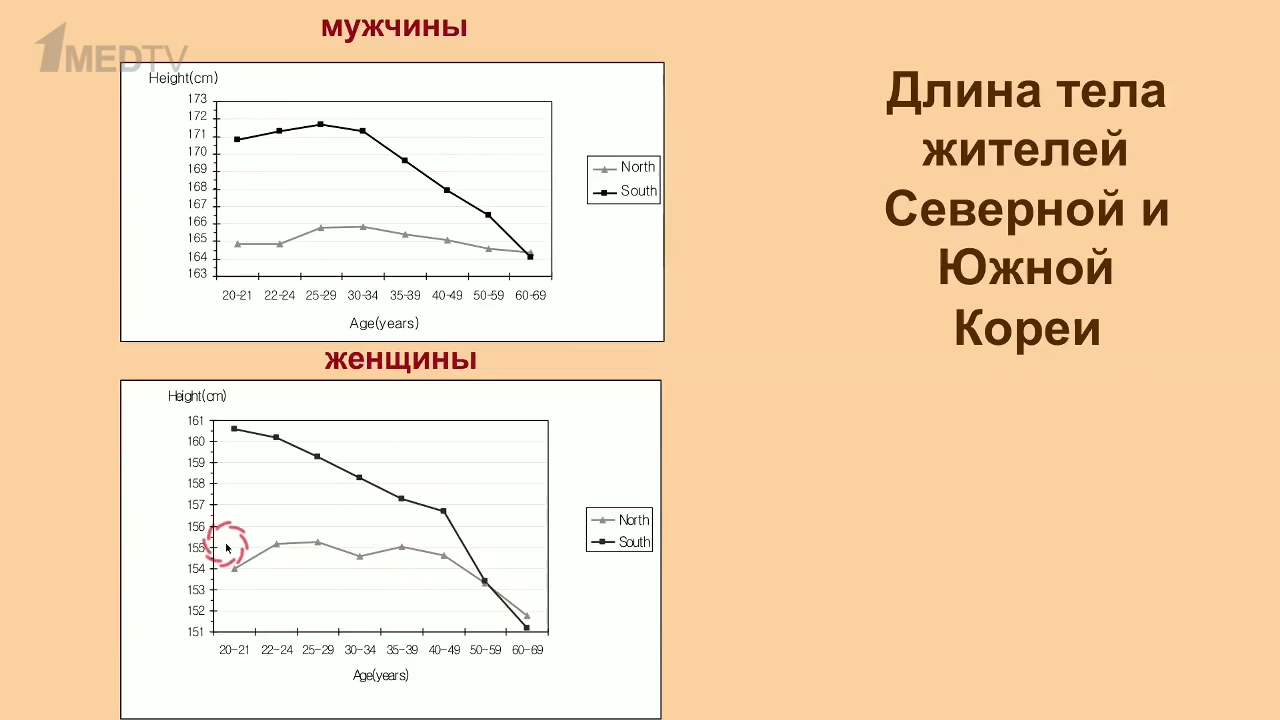 мужчины
1MEDTV
Height(cm)
173
172
171
170
169
168
167
166
165
164
163
20-21 22-24 25-29 30-34 35-39 40-49 50-59 60-69
Age(years)
North
South
женщины
Height(cm)
161
160
159
158
157
156
155
154
153
152
151
20-21 22-24 25-29 30-34 35-39 40-49 50-59 60-69
Age(years)
North
South
Длина тела
жителей
Северной и
Южной
Кореи